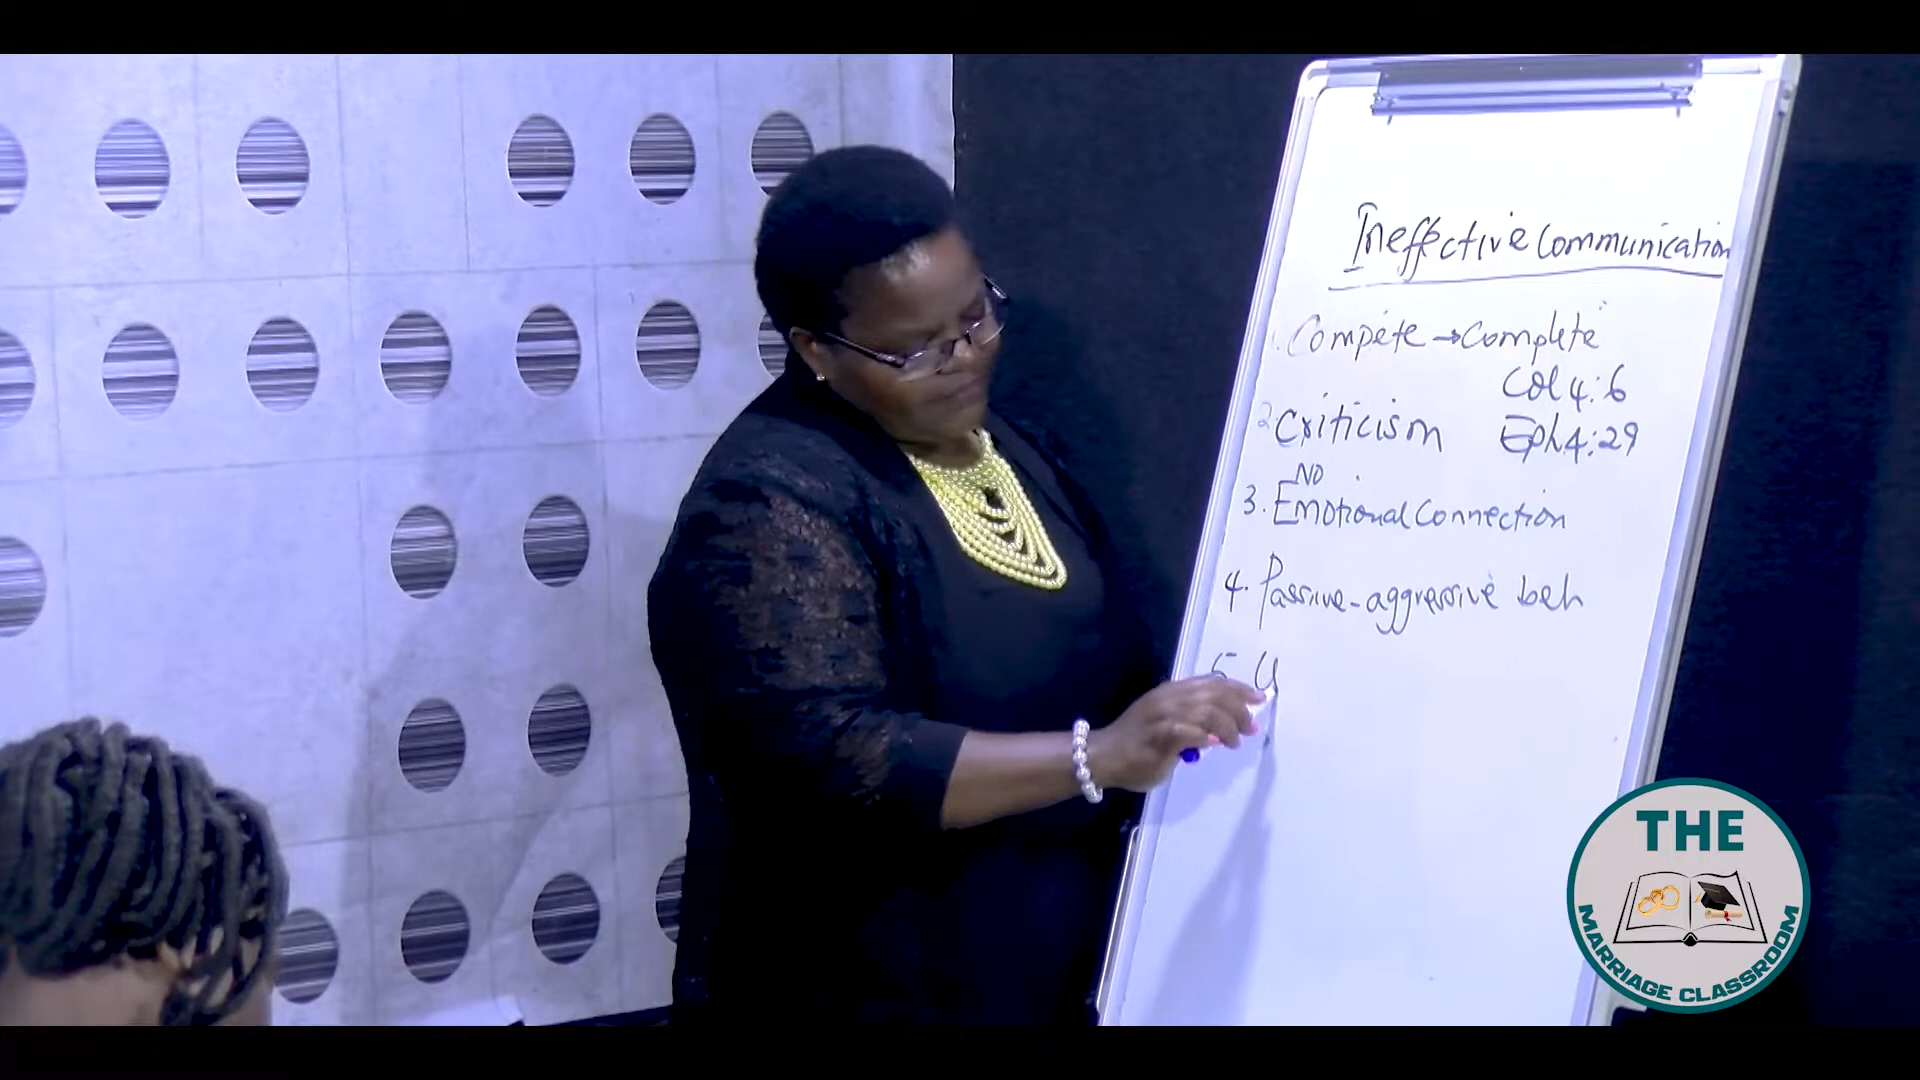 Ineffective communication
1. Compete → Complete
Col 4:6
2. Criticism Eph 4:29
NO
3. Emotional Connection
4. Passive-aggressive beh
5. U
THE
MARRIAGE CLASSROOM